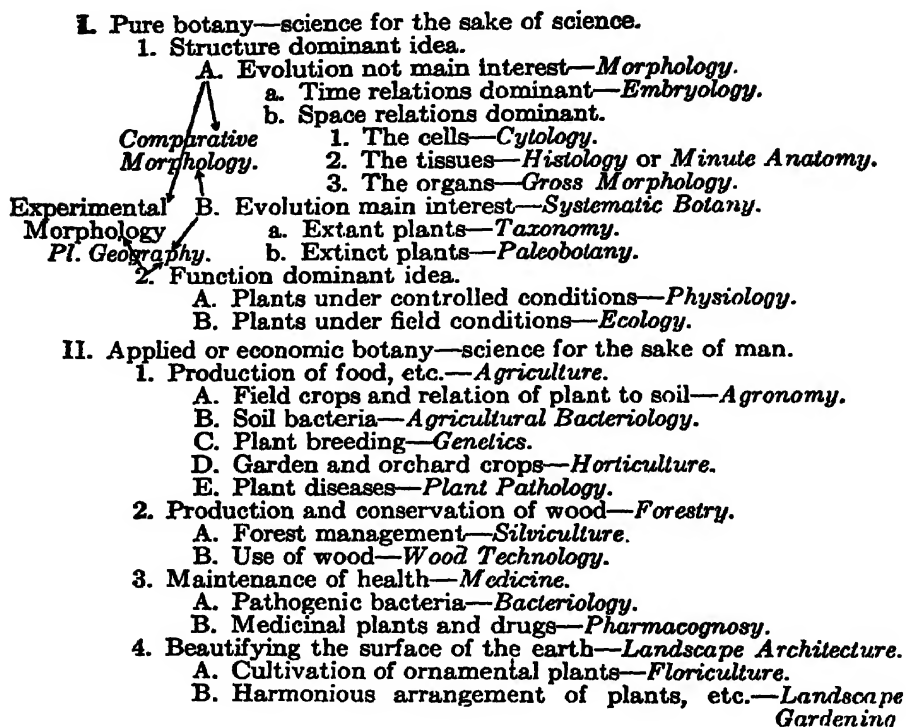 I. Pure botany—science for the sake of science.
1. Structure dominant idea.
A. Evolution not main interest—Morphology.
a. Time relations dominant—Embryology.
b. Space relations dominant.
Comparative 1. The cells—Cytology.
Morphology. 2. The tissues—Histology or Minute Anatomy.
3. The organs—Gross Morphology.
Experimental B. Evolution main interest—Systematic Botany.
Morphology a. Extant plants—Taxonomy.
Pl. Geography. b. Extinct plants—Paleobotany.
2. Function dominant idea.
A. Plants under controlled conditions—Physiology.
B. Plants under field conditions—Ecology.
II. Applied or economic botany—science for the sake of man.
1. Production of food, etc.—Agriculture.
A. Field crops and relation of plant to soil—Agronomy.
B. Soil bacteria—Agricultural Bacteriology.
C. Plant breeding—Genetics.
D. Garden and orchard crops—Horticulture.
E. Plant diseases—Plant Pathology.
2. Production and conservation of wood—Forestry.
A. Forest management—Silviculture.
B. Use of wood—Wood Technology.
3. Maintenance of health—Medicine.
A. Pathogenic bacteria—Bacteriology.
B. Medicinal plants and drugs—Pharmacognosy.
4. Beautifying the surface of the earth—Landscape Architecture.
A. Cultivation of ornamental plants—Floriculture.
B. Harmonious arrangement of plants, etc.—Landscape
Gardening